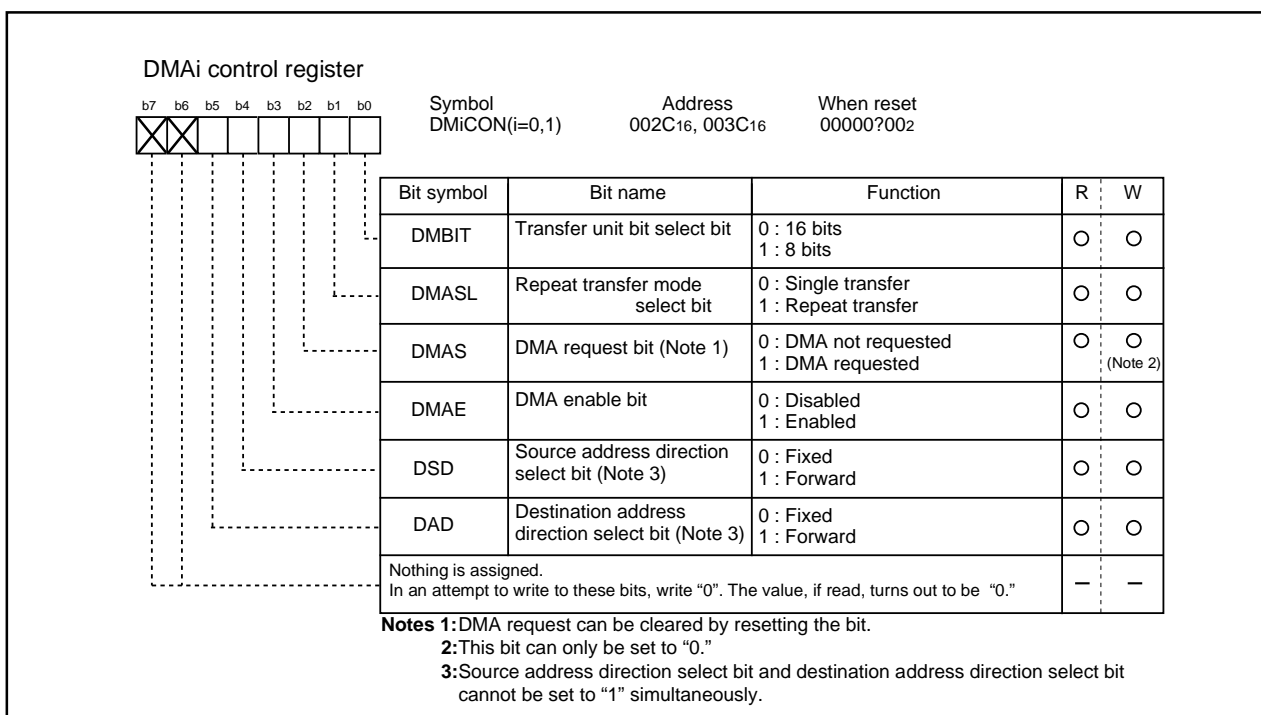 DMAi control register
b7 b6 b5 b4 b3 b2 b1 b0
Symbol Address When reset
DMiCON(i=0,1) 002C16, 003C16 00000?002
Bit symbol Bit name Function R W
DMBIT Transfer unit bit select bit 0 : 16 bits
1 : 8 bits
DMASL Repeat transfer mode
select bit 0 : Single transfer
1 : Repeat transfer
DMAS DMA request bit (Note 1) 0 : DMA not requested
1 : DMA requested
(Note 2)
DMAE DMA enable bit 0 : Disabled
1 : Enabled
DSD Source address direction
select bit (Note 3) 0 : Fixed
1 : Forward
DAD Destination address
direction select bit (Note 3) 0 : Fixed
1 : Forward
Nothing is assigned.
In an attempt to write to these bits, write “0”. The value, if read, turns out to be “0.” – –
Notes 1:DMA request can be cleared by resetting the bit.
2:This bit can only be set to “0.”
3:Source address direction select bit and destination address direction select bit
cannot be set to “1” simultaneously.